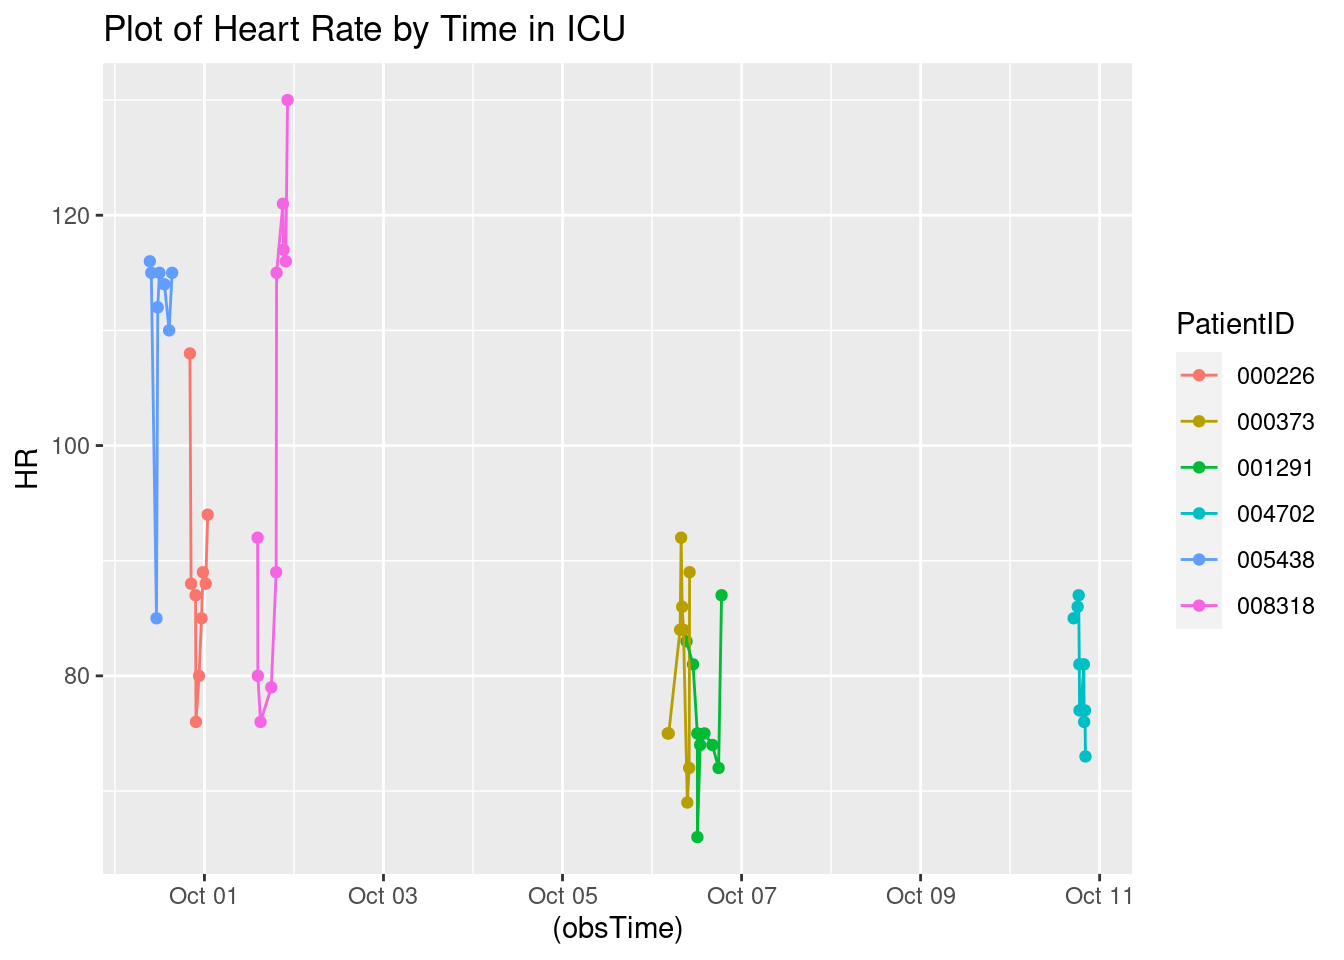 Plot of Heart Rate by Time in ICU
120
100
80
HR
Oct 01 Oct 03 Oct 05 Oct 07 Oct 09 Oct 11
(obsTime)
PatientID
000226
000373
001291
004702
005438
008318